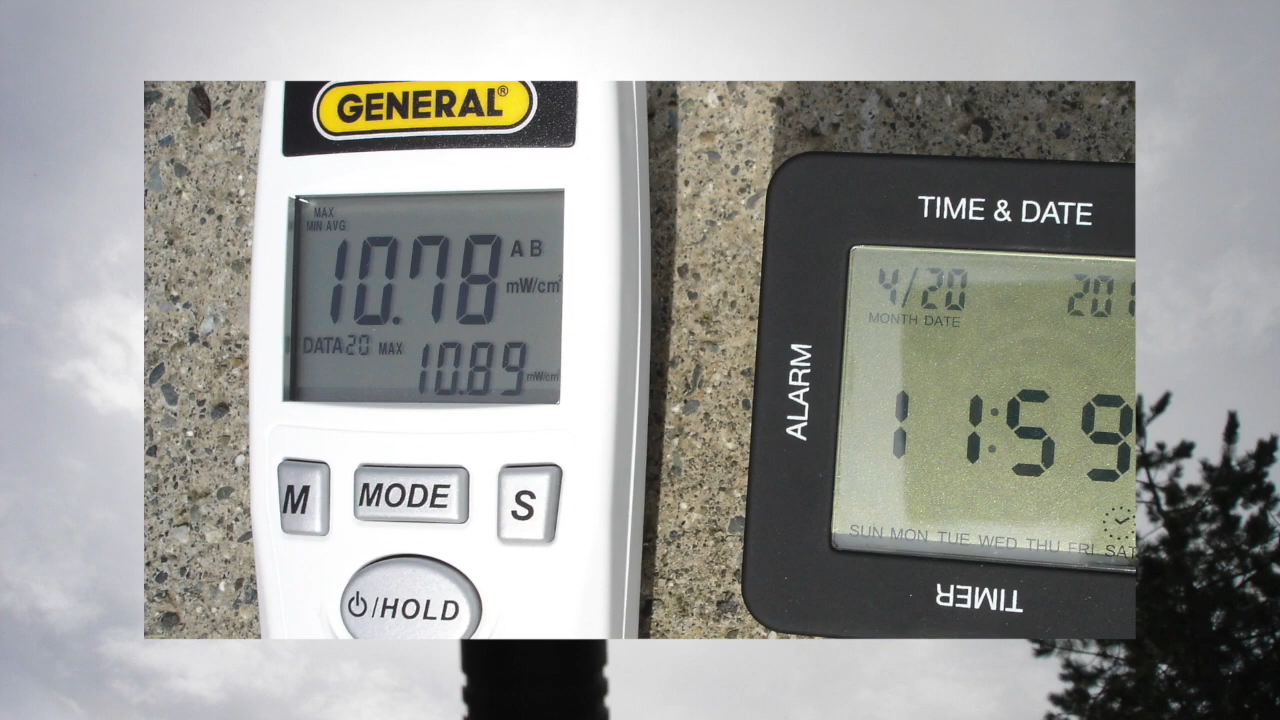 GENERAL®
MAX
MIN AVG
10.78
A B
mW/cm²
DATA 20 MAX 10.89 mW/cm²
M
MODE
S
/HOLD
TIME & DATE
4/20
MONTH DATE
ALARM
11:59
SUN MON TUE WED THU FRI SAT
TIMER